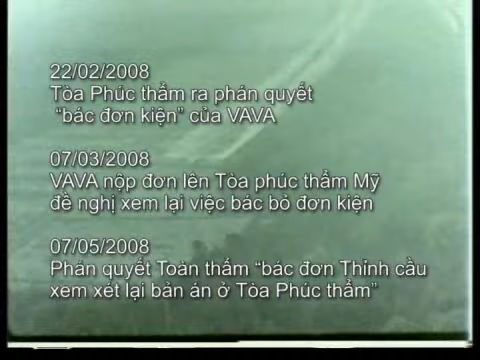 22/02/2008
Tòa Phúc thẩm ra phán quyết
“bác đơn kiện” của VAVA
07/03/2008
VAVA nộp đơn lên Tòa phúc thẩm Mỹ
đề nghị xem lại việc bác bỏ đơn kiện
07/05/2008
Phán quyết Toàn thẩm “bác đơn Thỉnh cầu
xem xét lại bản án ở Tòa Phúc thẩm”